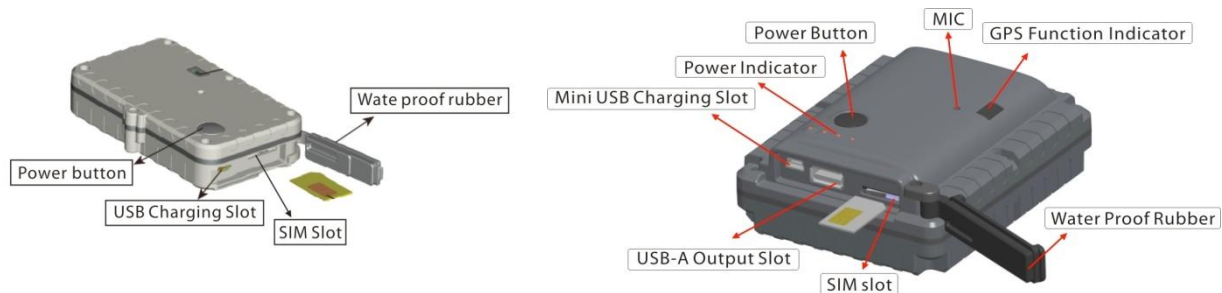 Wate proof rubber
Power button
USB Charging Slot
SIM Slot
MIC
Power Button
GPS Function Indicator
Power Indicator
Mini USB Charging Slot
Water Proof Rubber
USB-A Output Slot
SIM slot